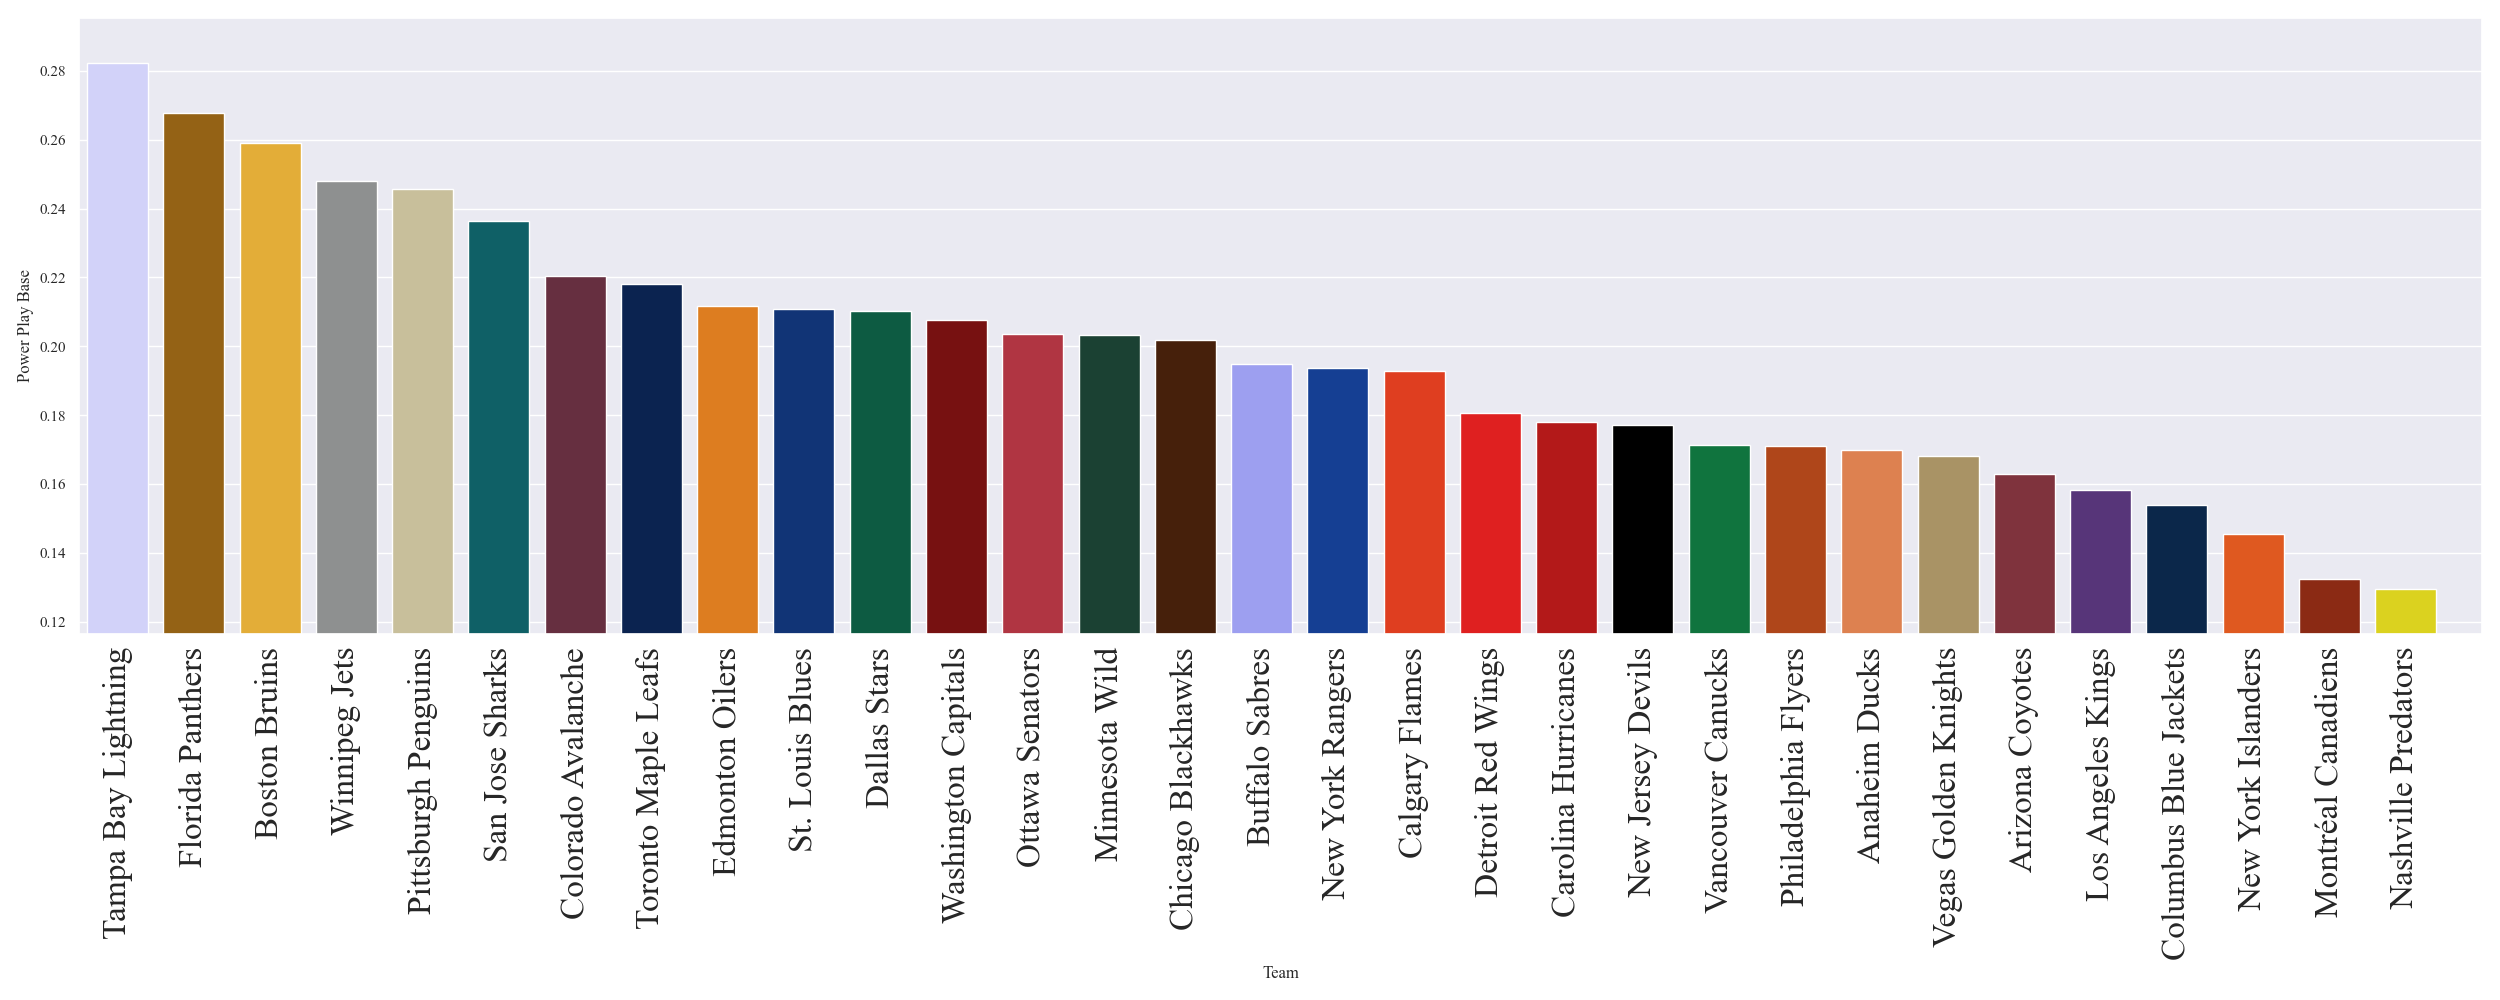 0.28
0.26
0.24
0.22
0.20
0.18
0.16
0.14
0.12
Power Play Base
Tampa Bay Lightning
Florida Panthers
Boston Bruins
Winnipeg Jets
Pittsburgh Penguins
San Jose Sharks
Colorado Avalanche
Toronto Maple Leafs
Edmonton Oilers
St. Louis Blues
Dallas Stars
Washington Capitals
Ottawa Senators
Minnesota Wild
Chicago Blackhawks
Buffalo Sabres
New York Rangers
Calgary Flames
Detroit Red Wings
Carolina Hurricanes
New Jersey Devils
Vancouver Canucks
Philadelphia Flyers
Anaheim Ducks
Vegas Golden Knights
Arizona Coyotes
Los Angeles Kings
Columbus Blue Jackets
New York Islanders
Montréal Canadiens
Nashville Predators
Team